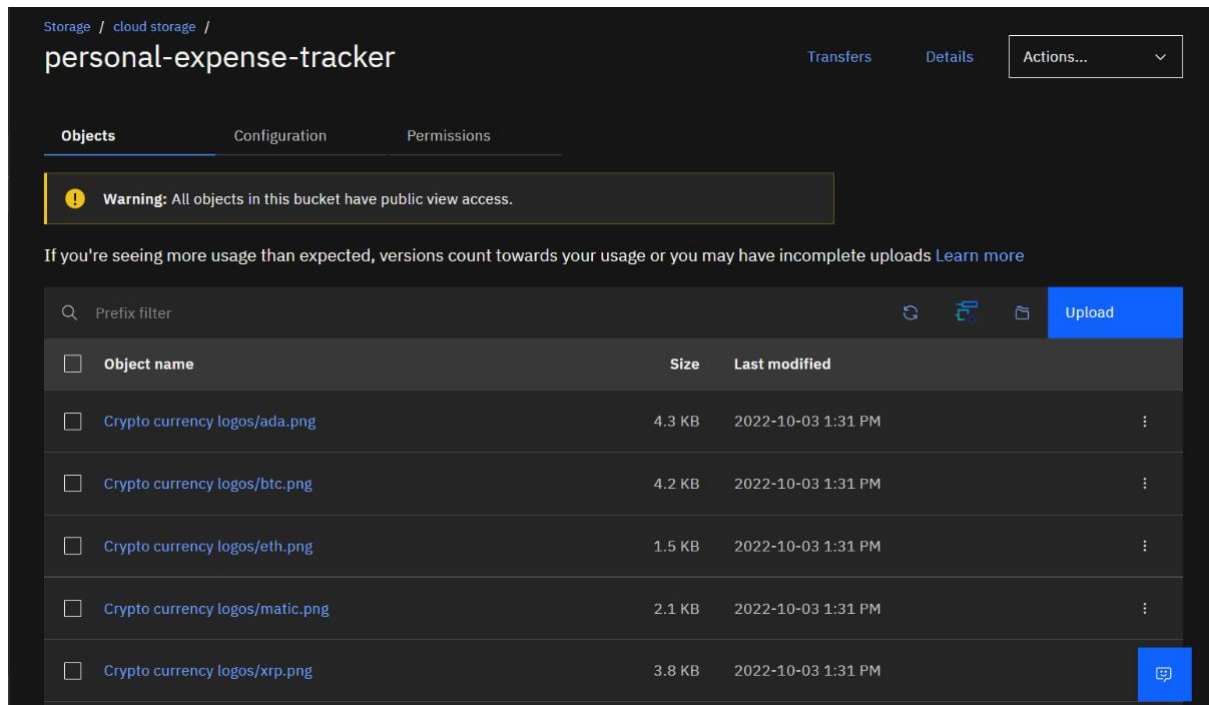 Storage / cloud storage /
personal-expense-tracker
Transfers Details Actions...
Objects Configuration Permissions
Warning: All objects in this bucket have public view access.
If you're seeing more usage than expected, versions count towards your usage or you may have incomplete uploads Learn more
Prefix filter Upload
Object name Size Last modified
Crypto currency logos/ada.png 4.3 KB 2022-10-03 1:31 PM
Crypto currency logos/btc.png 4.2 KB 2022-10-03 1:31 PM
Crypto currency logos/eth.png 1.5 KB 2022-10-03 1:31 PM
Crypto currency logos/matic.png 2.1 KB 2022-10-03 1:31 PM
Crypto currency logos/xrp.png 3.8 KB 2022-10-03 1:31 PM